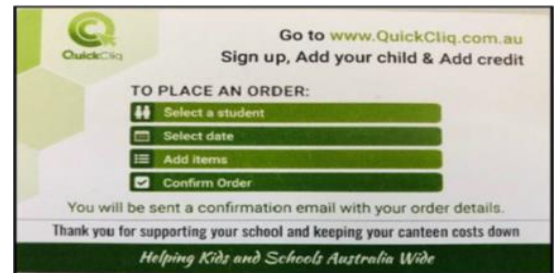 QuickCliq
Go to www.QuickCliq.com.au
Sign up, Add your child & Add credit
TO PLACE AN ORDER:
Select a student
Select date
Add items
Confirm Order
You will be sent a confirmation email with your order details.
Thank you for supporting your school and keeping your canteen costs down
Helping Kids and Schools Australia Wide